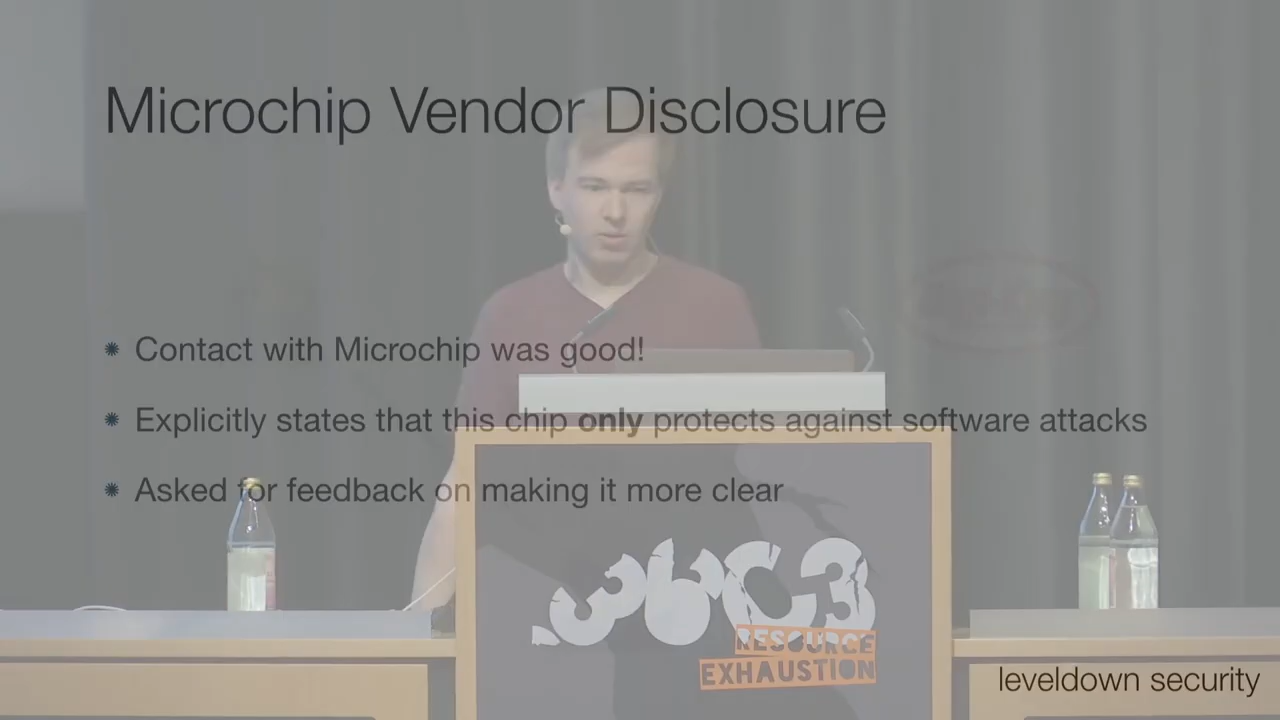 Microchip Vendor Disclosure
Contact with Microchip was good!
Explicitly states that this chip only protects against software attacks
Asked for feedback on making it more clear
36C3
RESOURCE
EXHAUSTION
leveldown security